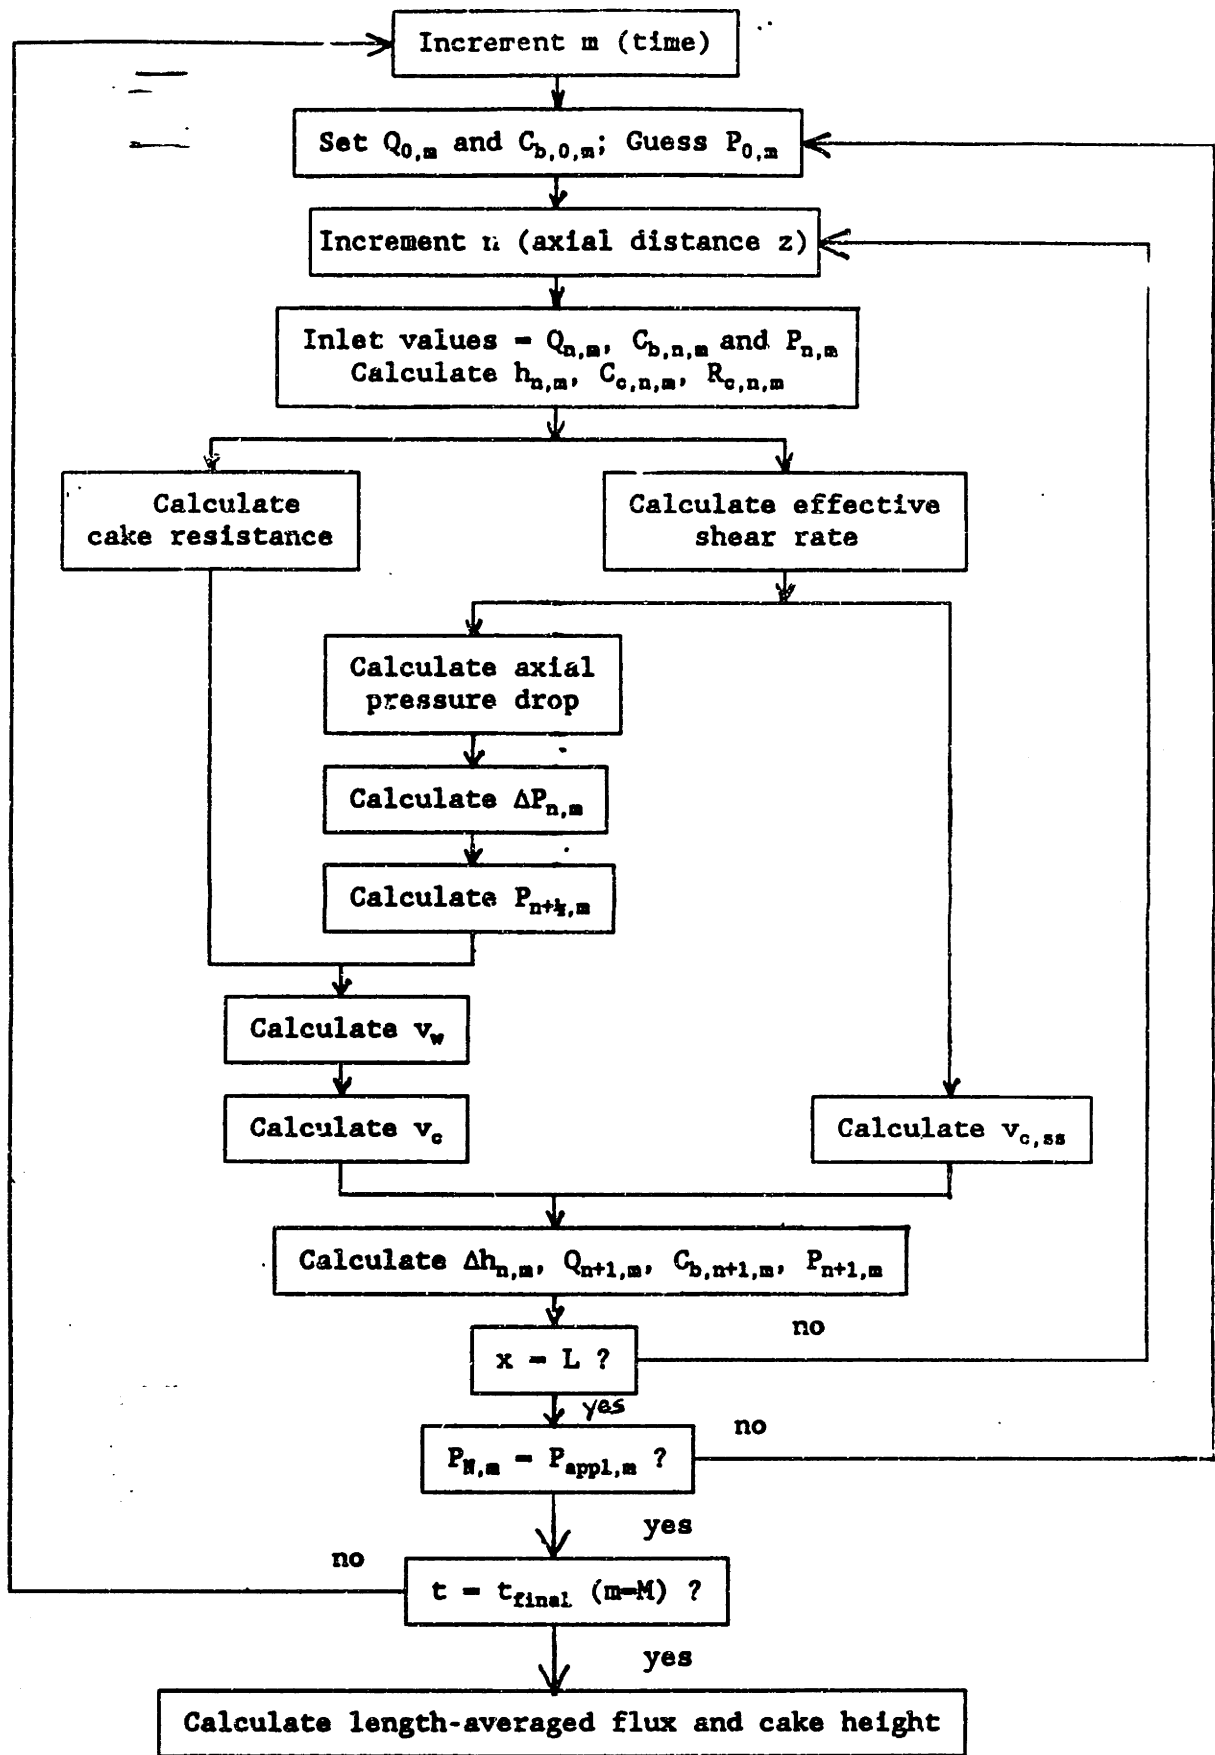 Increment m (time)
Set Q0,m and Cb,0,m; Guess P0,m
Increment n (axial distance z)
Inlet values = Qn,m, Cb,n,m and Pn,m
Calculate hn,m, Cc,n,m, Rc,n,m
Calculate
cake resistance
Calculate effective
shear rate
Calculate axial
pressure drop
Calculate ΔPn,m
Calculate Pn+½,m
Calculate vw
Calculate vc
Calculate vc,ss
Calculate Δhn,m, Qn+1,m, Cb,n+1,m, Pn+1,m
no
x = L ?
yes
no
PN,m = Pappl,m ?
yes
no
t = tfinal (m=M) ?
yes
Calculate length-averaged flux and cake height